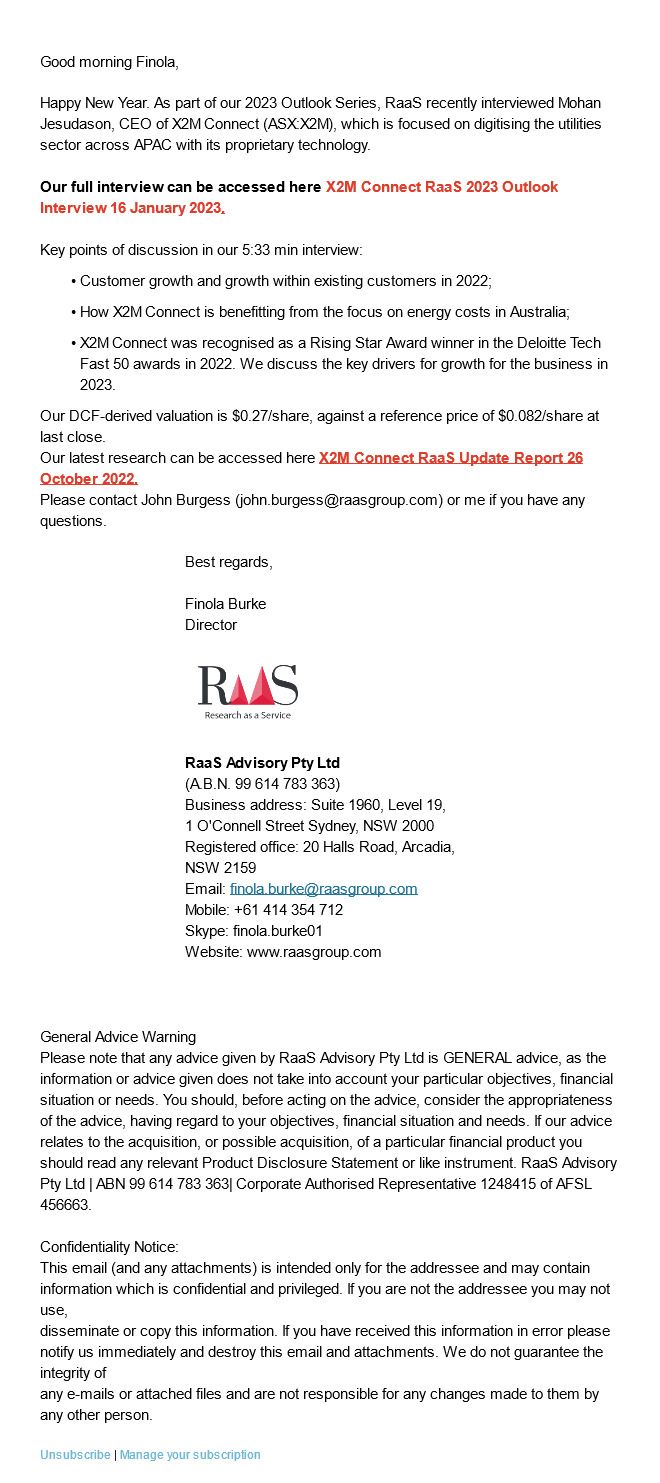 Good morning Finola,
Happy New Year. As part of our 2023 Outlook Series, RaaS recently interviewed Mohan
Jesudason, CEO of X2M Connect (ASX:X2M), which is focused on digitising the utilities
sector across APAC with its proprietary technology.
Our full interview can be accessed here X2M Connect RaaS 2023 Outlook
Interview 16 January 2023.
Key points of discussion in our 5:33 min interview:
• Customer growth and growth within existing customers in 2022;
• How X2M Connect is benefitting from the focus on energy costs in Australia;
• X2M Connect was recognised as a Rising Star Award winner in the Deloitte Tech
Fast 50 awards in 2022. We discuss the key drivers for growth for the business in
2023.
Our DCF-derived valuation is $0.27/share, against a reference price of $0.082/share at
last close.
Our latest research can be accessed here X2M Connect RaaS Update Report 26
October 2022.
Please contact John Burgess (john.burgess@raasgroup.com) or me if you have any
questions.
Best regards,
Finola Burke
Director
RaaS
Research as a Service
RaaS Advisory Pty Ltd
(A.B.N. 99 614 783 363)
Business address: Suite 1960, Level 19,
1 O'Connell Street Sydney, NSW 2000
Registered office: 20 Halls Road, Arcadia,
NSW 2159
Email: finola.burke@raasgroup.com
Mobile: +61 414 354 712
Skype: finola.burke01
Website: www.raasgroup.com
General Advice Warning
Please note that any advice given by RaaS Advisory Pty Ltd is GENERAL advice, as the
information or advice given does not take into account your particular objectives, financial
situation or needs. You should, before acting on the advice, consider the appropriateness
of the advice, having regard to your objectives, financial situation and needs. If our advice
relates to the acquisition, or possible acquisition, of a particular financial product you
should read any relevant Product Disclosure Statement or like instrument. RaaS Advisory
Pty Ltd | ABN 99 614 783 363| Corporate Authorised Representative 1248415 of AFSL
456663.
Confidentiality Notice:
This email (and any attachments) is intended only for the addressee and may contain
information which is confidential and privileged. If you are not the addressee you may not
use,
disseminate or copy this information. If you have received this information in error please
notify us immediately and destroy this email and attachments. We do not guarantee the
integrity of
any e-mails or attached files and are not responsible for any changes made to them by
any other person.
Unsubscribe | Manage your subscription